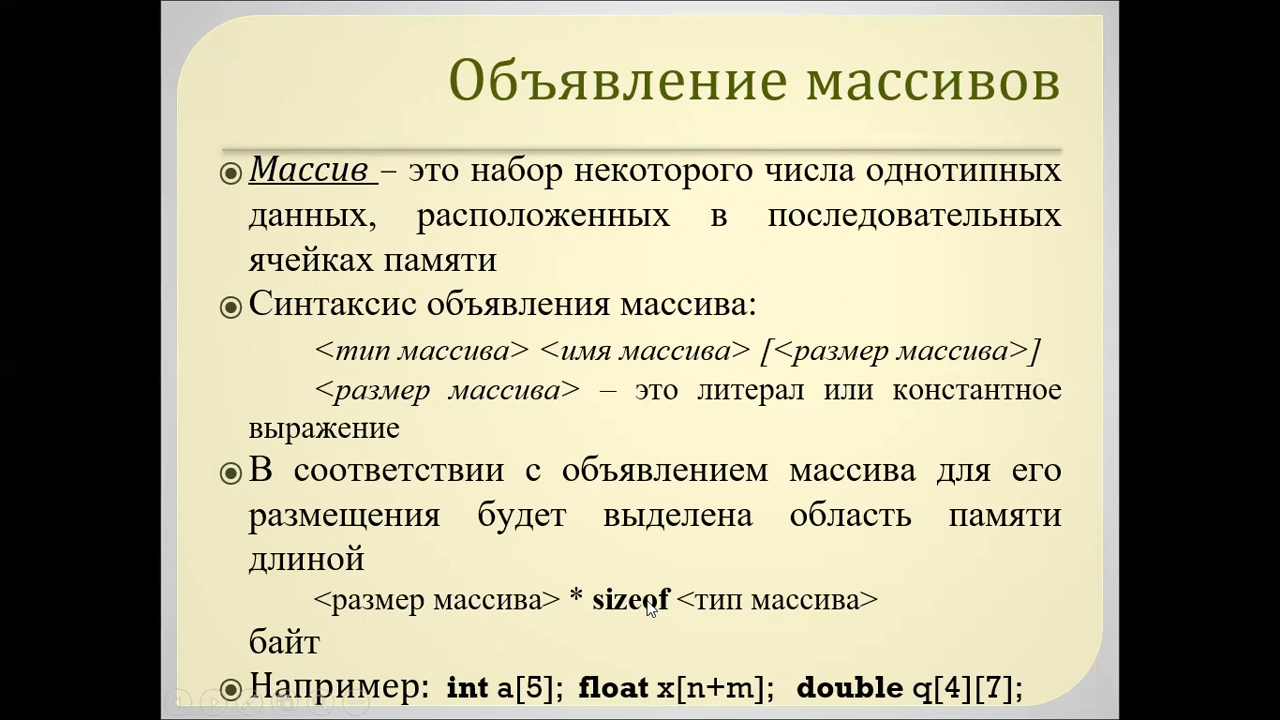 Объявление массивов
Массив – это набор некоторого числа однотипных
данных, расположенных в последовательных
ячейках памяти
Синтаксис объявления массива:
<тип массива> <имя массива> [<размер массива>]
<размер массива> – это литерал или константное
выражение
В соответствии с объявлением массива для его
размещения будет выделена область памяти
длиной
<размер массива> * sizeof <тип массива>
байт
Например: int a[5]; float x[n+m]; double q[4][7];